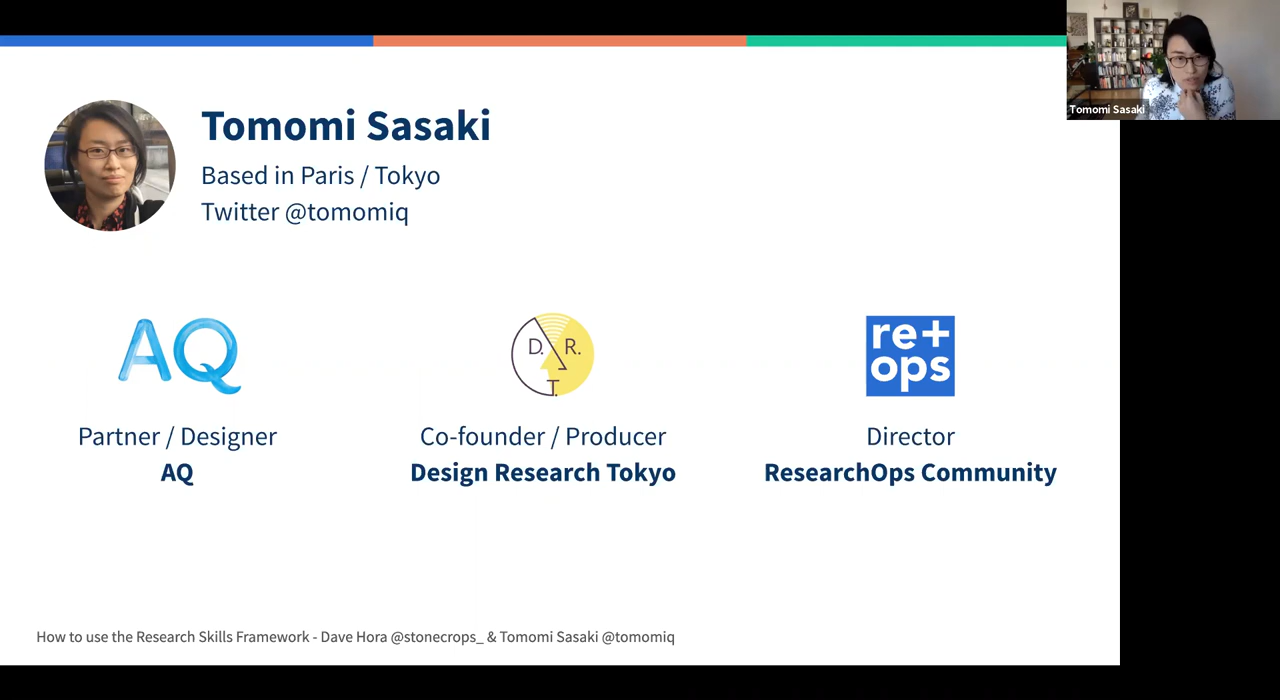 Tomomi Sasaki
Tomomi Sasaki
Based in Paris / Tokyo
Twitter @tomomiq
AQ
D. R.
T.
re+
ops
Partner / Designer
AQ
Co-founder / Producer
Design Research Tokyo
Director
ResearchOps Community
How to use the Research Skills Framework - Dave Hora @stonecrops_ & Tomomi Sasaki @tomomiq